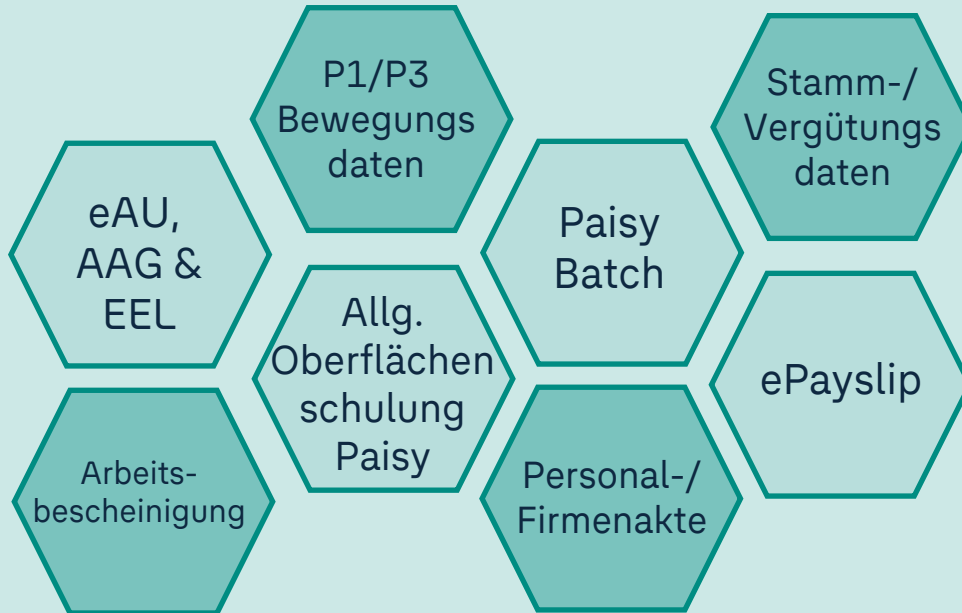 P1/P3
Bewegungs
daten
Stamm-/
Vergütungs
daten
eAU,
AAG &
EEL
Paisy
Batch
Allg.
Oberflächen
schulung
Paisy
ePayslip
Arbeits-
bescheinigung
Personal-/
Firmenakte